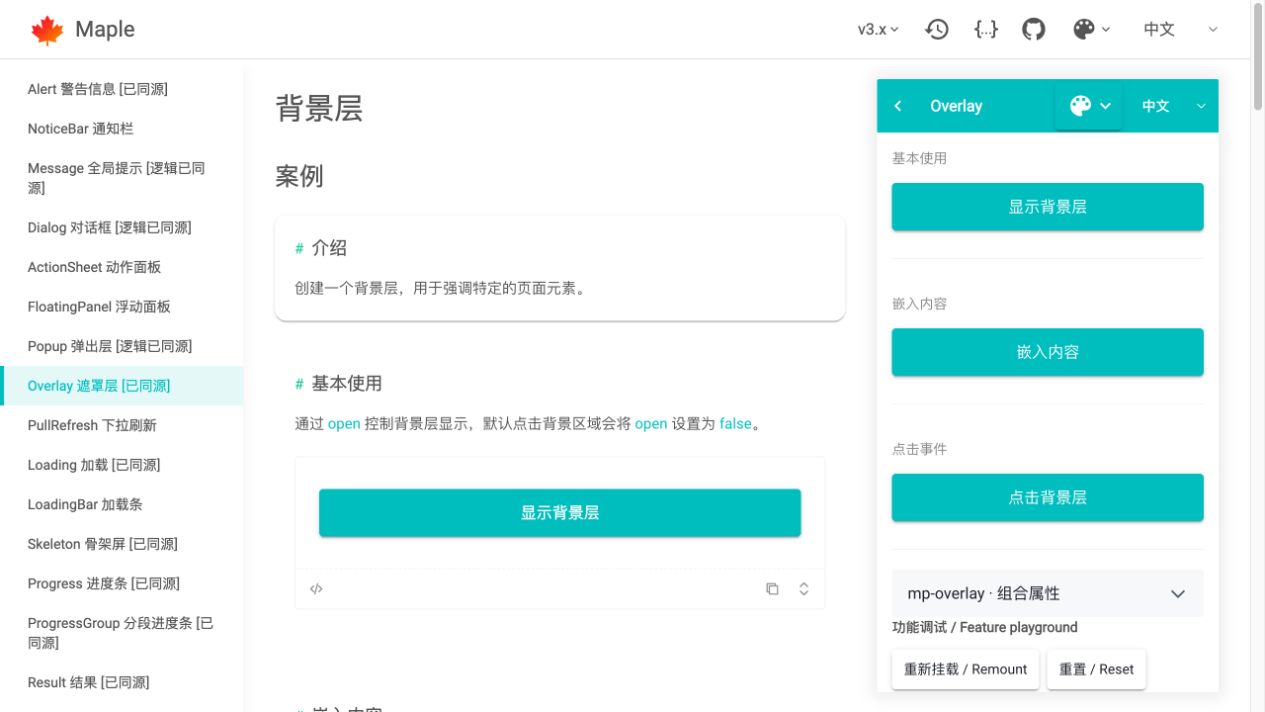 Maple
v3.x
{...}
中文
Alert 警告信息 [已同源]
NoticeBar 通知栏
Message 全局提示 [逻辑已同
源]
Dialog 对话框 [逻辑已同源]
ActionSheet 动作面板
FloatingPanel 浮动面板
Popup 弹出层 [逻辑已同源]
Overlay 遮罩层 [已同源]
PullRefresh 下拉刷新
Loading 加载 [已同源]
LoadingBar 加载条
Skeleton 骨架屏 [已同源]
Progress 进度条 [已同源]
ProgressGroup 分段进度条 [已
同源]
Result 结果 [已同源]
背景层
案例
# 介绍
创建一个背景层，用于强调特定的页面元素。
# 基本使用
通过 open 控制背景层显示，默认点击背景区域会将 open 设置为 false。
显示背景层
</>
# 嵌入内容
Overlay
中文
基本使用
显示背景层
嵌入内容
嵌入内容
点击事件
点击背景层
mp-overlay · 组合属性
功能调试 / Feature playground
重新挂载 / Remount
重置 / Reset